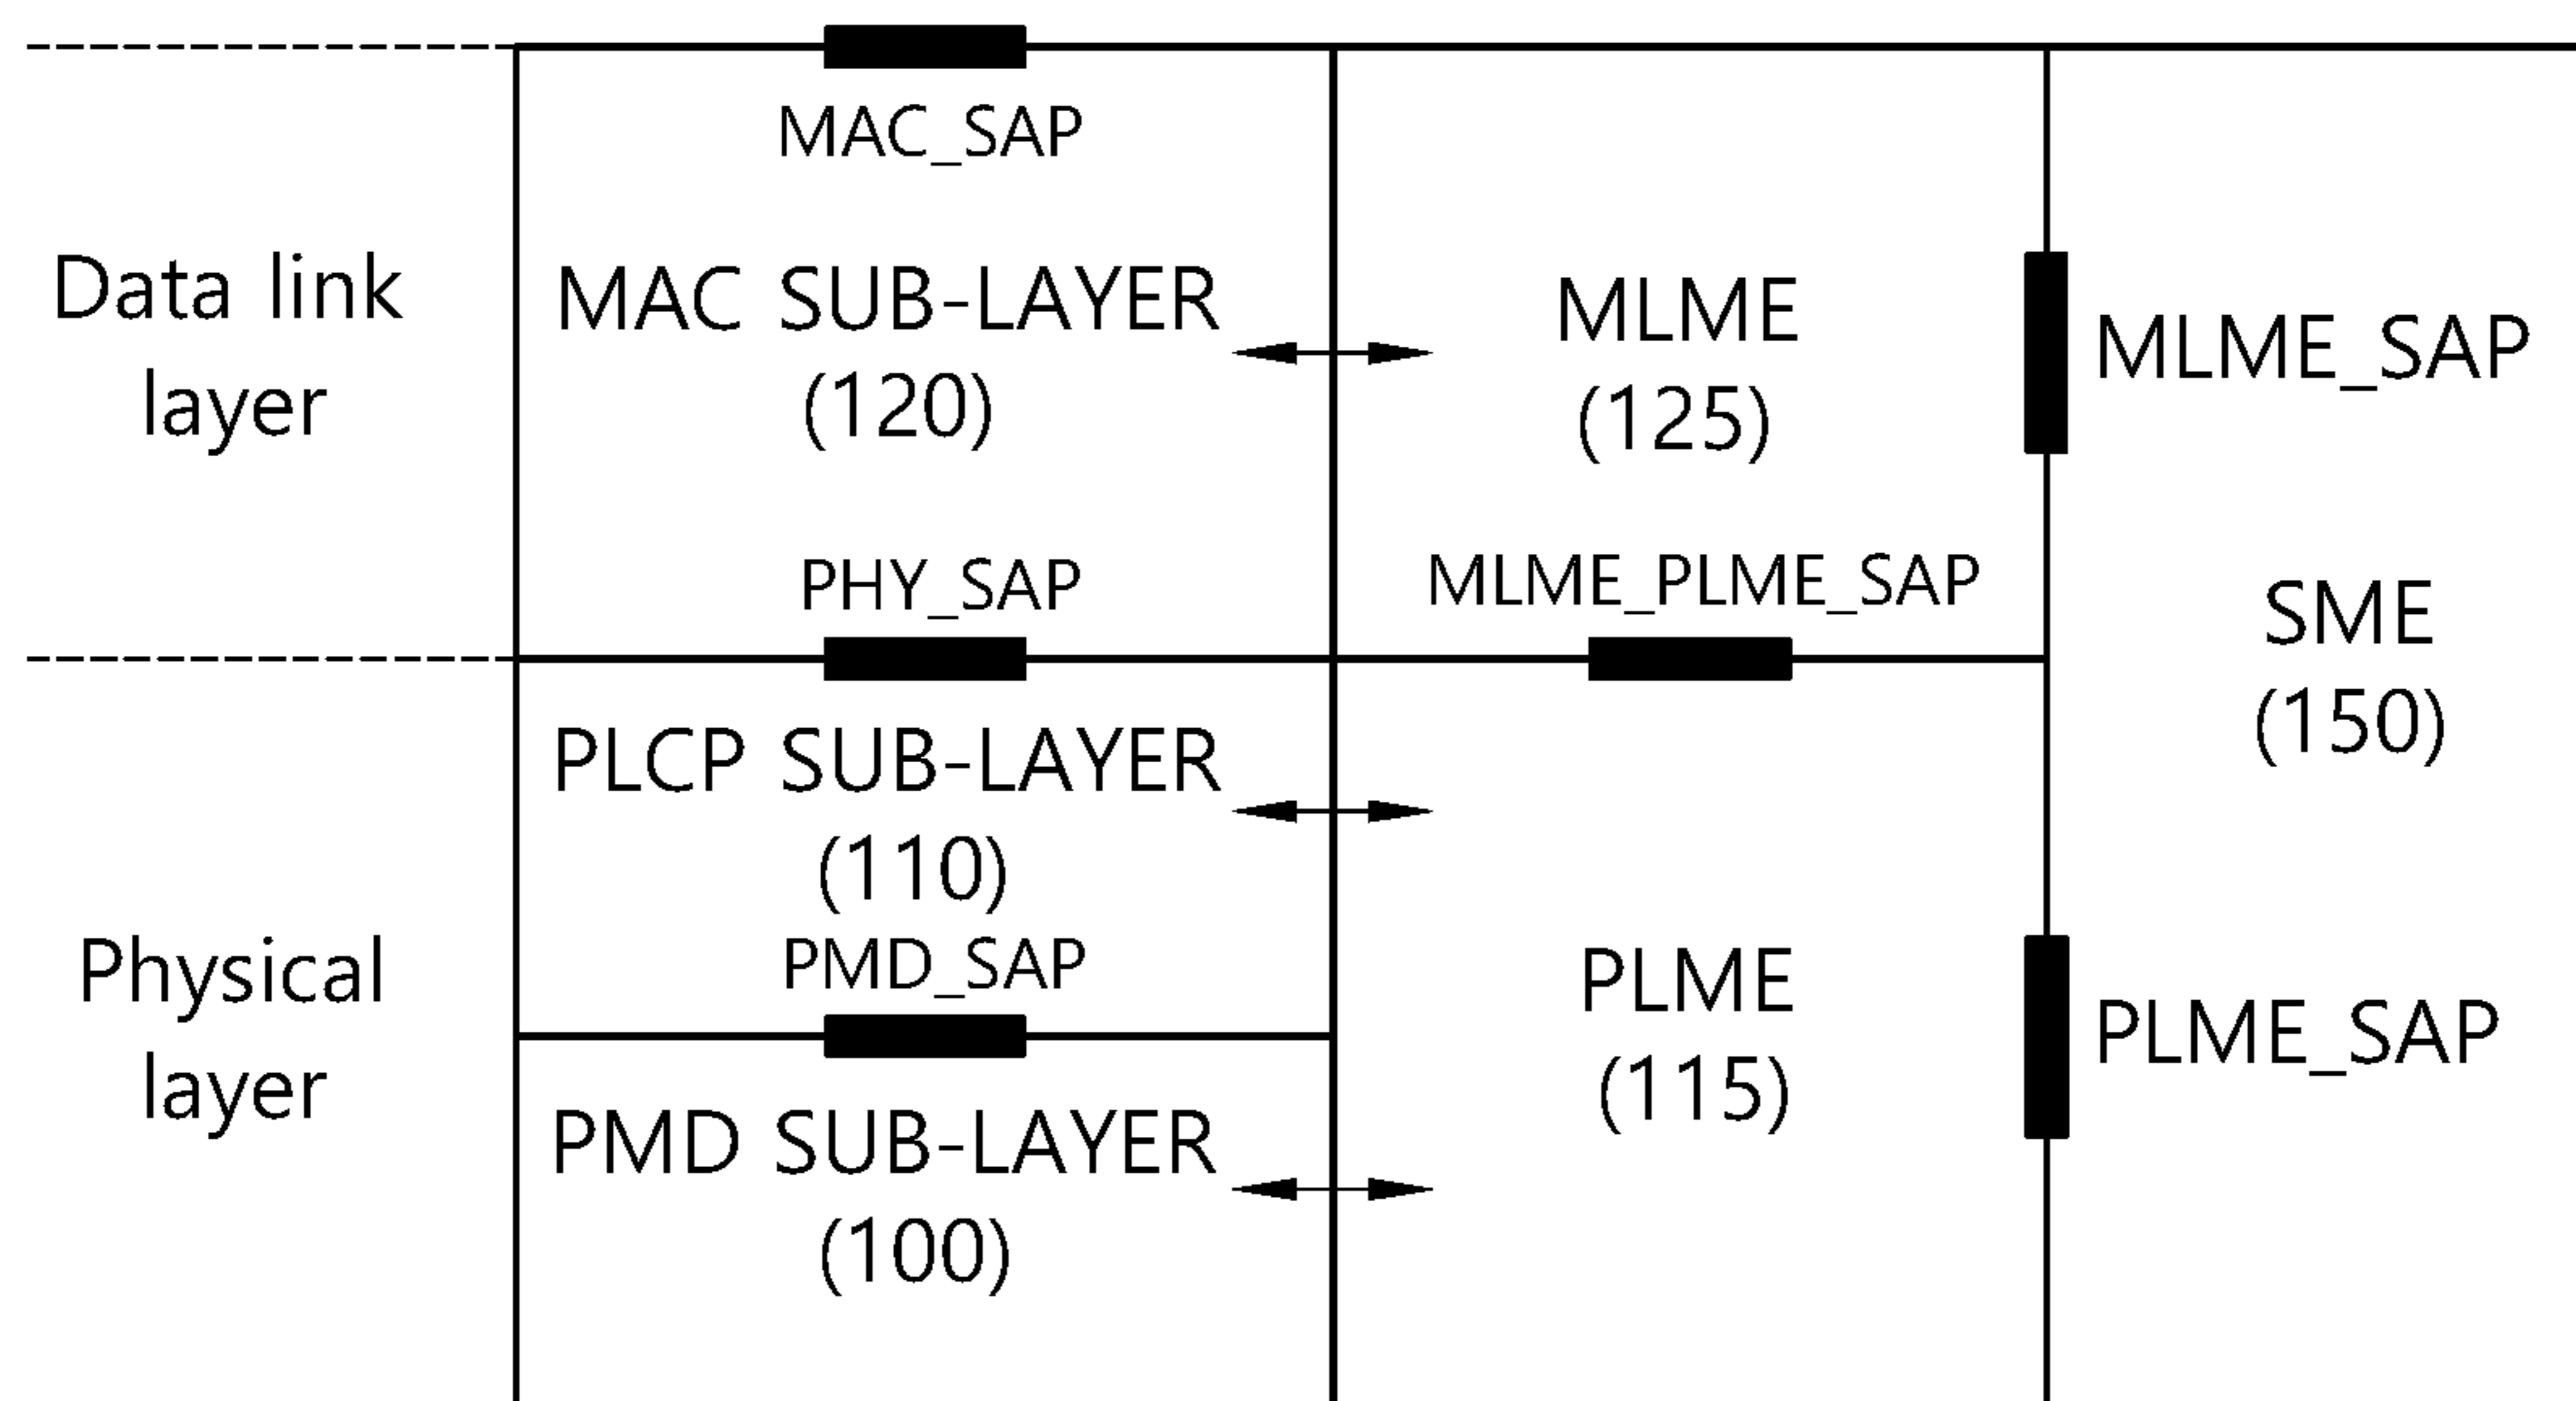 MAC_SAP
Data link
layer
MAC SUB-LAYER
(120)
MLME
(125)
MLME_SAP
PHY_SAP
MLME_PLME_SAP
SME
(150)
PLCP SUB-LAYER
(110)
PMD_SAP
Physical
layer
PLME
(115)
PLME_SAP
PMD SUB-LAYER
(100)